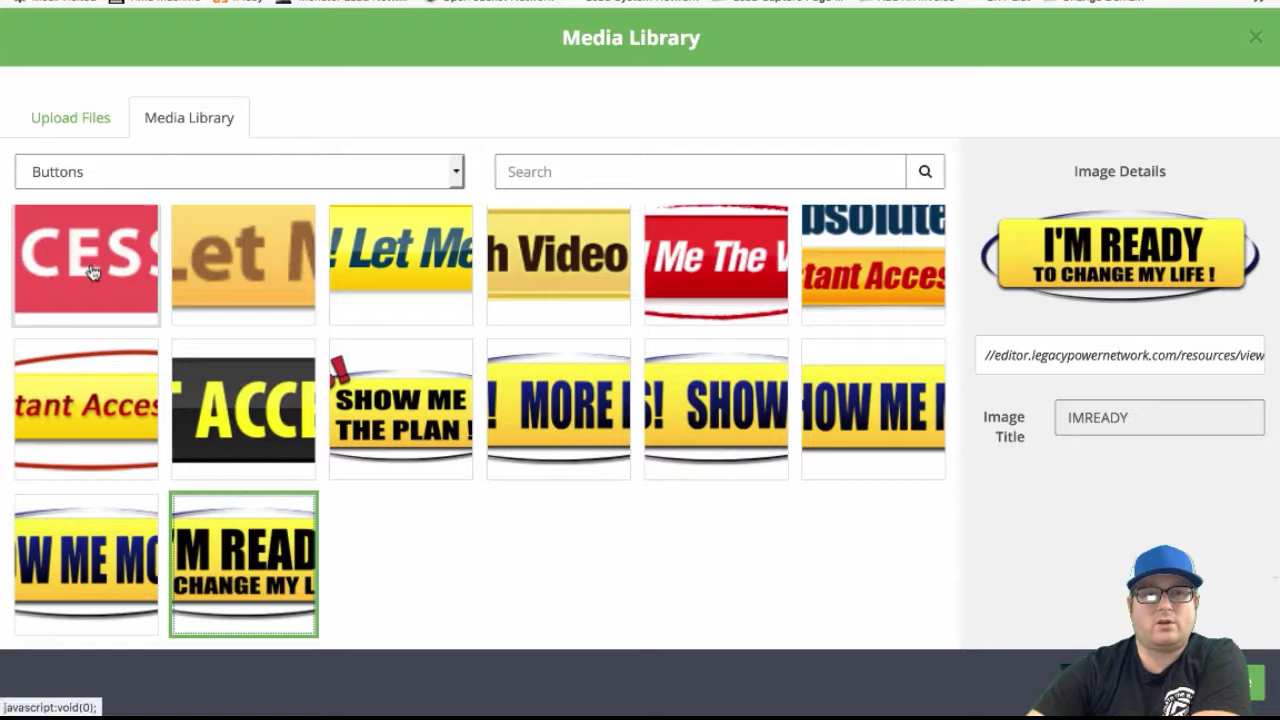 Media Library
Upload Files
Media Library
Buttons
Search
Image Details
CESS
Let M
! Let Me
h Video
Me The V
bsolute
tant Acces
I'M READY
TO CHANGE MY LIFE !
//editor.legacypowernetwork.com/resources/view
Image
Title
IMREADY
tant Acces
ACCE
SHOW ME
THE PLAN !
! MORE I
S! SHOW
HOW ME
OW ME MO
'M READ
CHANGE MY L
javascript:void(0);